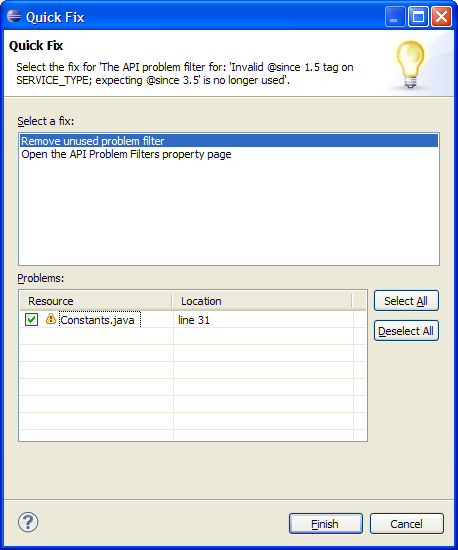 Quick Fix
Quick Fix
Select the fix for 'The API problem filter for: 'Invalid @since 1.5 tag on
SERVICE_TYPE; expecting @since 3.5' is no longer used'.
Select a fix:
Remove unused problem filter
Open the API Problem Filters property page
Problems:
Resource Location
Constants.java line 31
Select All
Deselect All
?
Finish Cancel